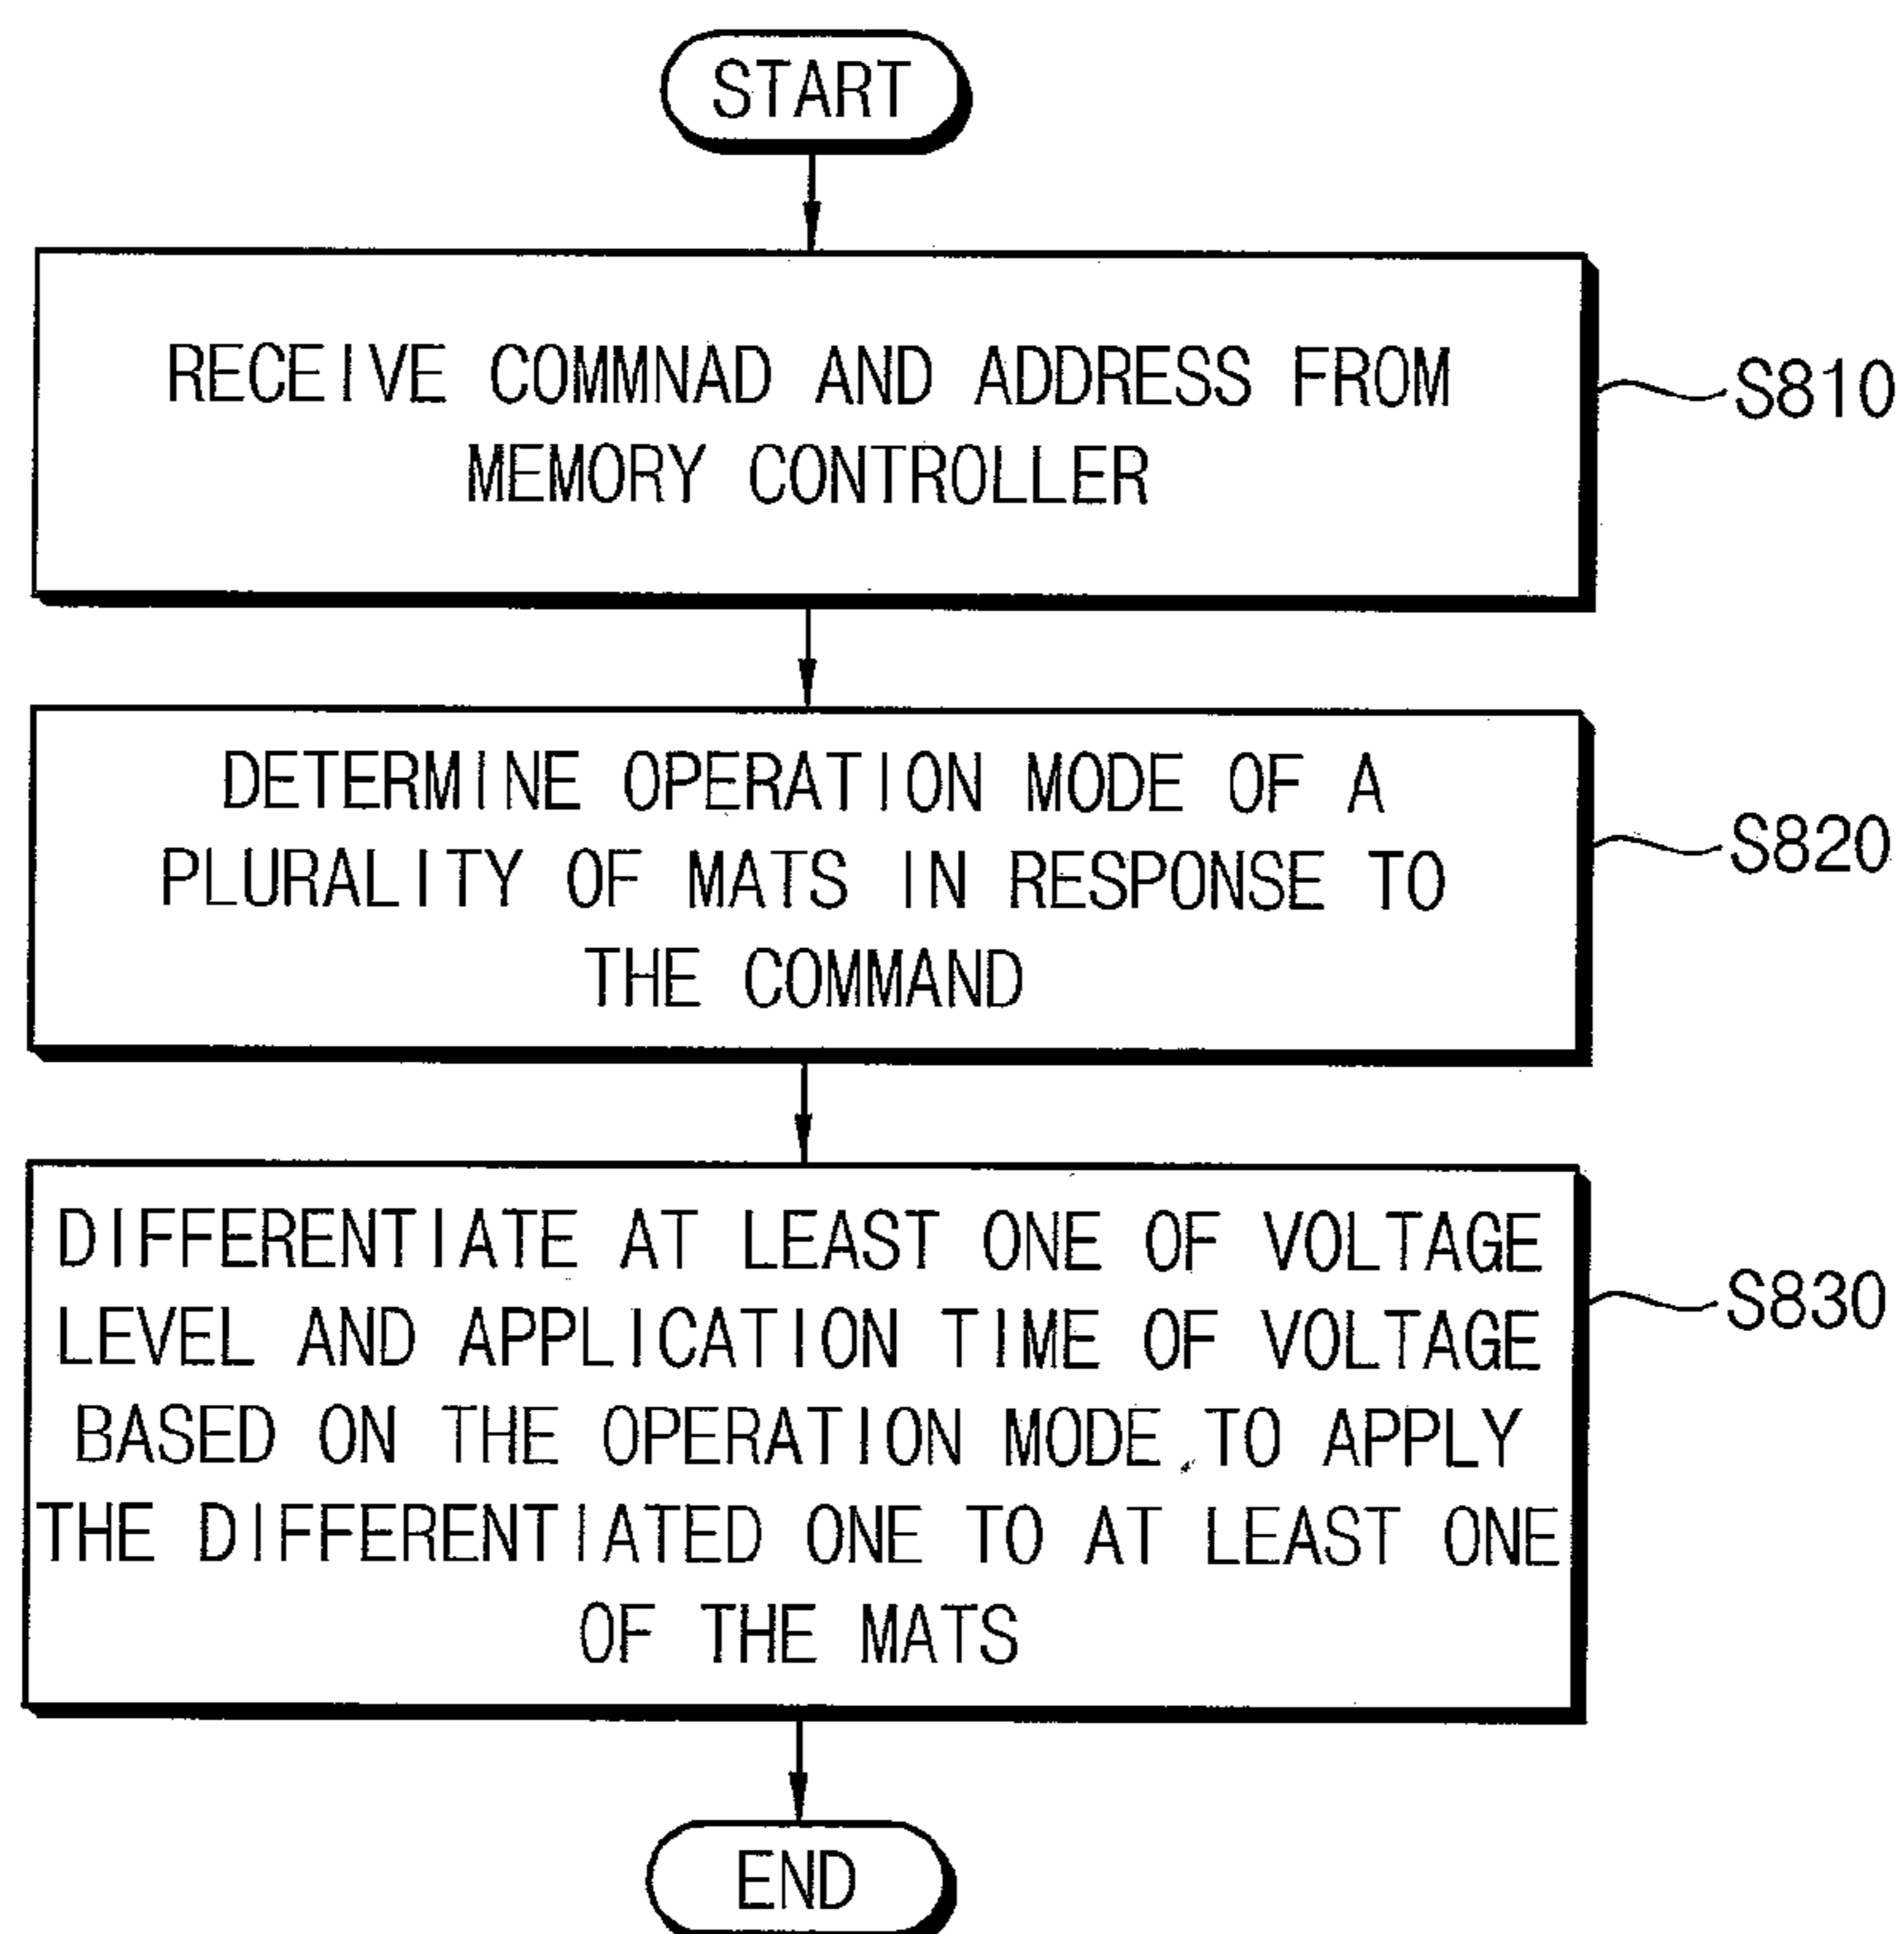 START
RECEIVE COMMNAD AND ADDRESS FROM
MEMORY CONTROLLER
S810
DETERMINE OPERATION MODE OF A
PLURALITY OF MATS IN RESPONSE TO
THE COMMAND
S820
DIFFERENTIATE AT LEAST ONE OF VOLTAGE
LEVEL AND APPLICATION TIME OF VOLTAGE
BASED ON THE OPERATION MODE TO APPLY
THE DIFFERENTIATED ONE TO AT LEAST ONE
OF THE MATS
S830
END